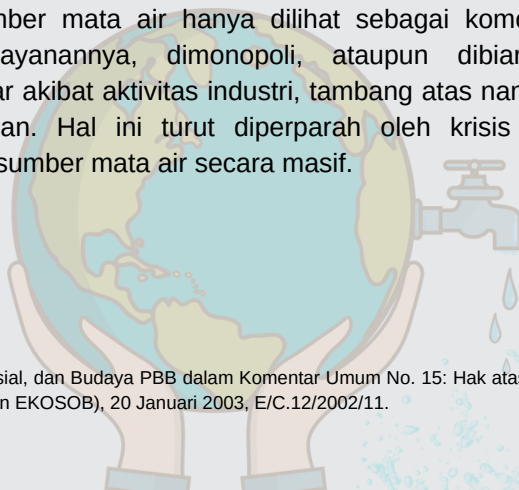 mber mata air hanya dilihat sebagai kome
ayanannya, dimonopoli, ataupun dibiar
ar akibat aktivitas industri, tambang atas nar
an. Hal ini turut diperparah oleh krisis
sumber mata air secara masif.
sial, dan Budaya PBB dalam Komentar Umum No. 15: Hak atas
n EKOSOB), 20 Januari 2003, E/C.12/2002/11.